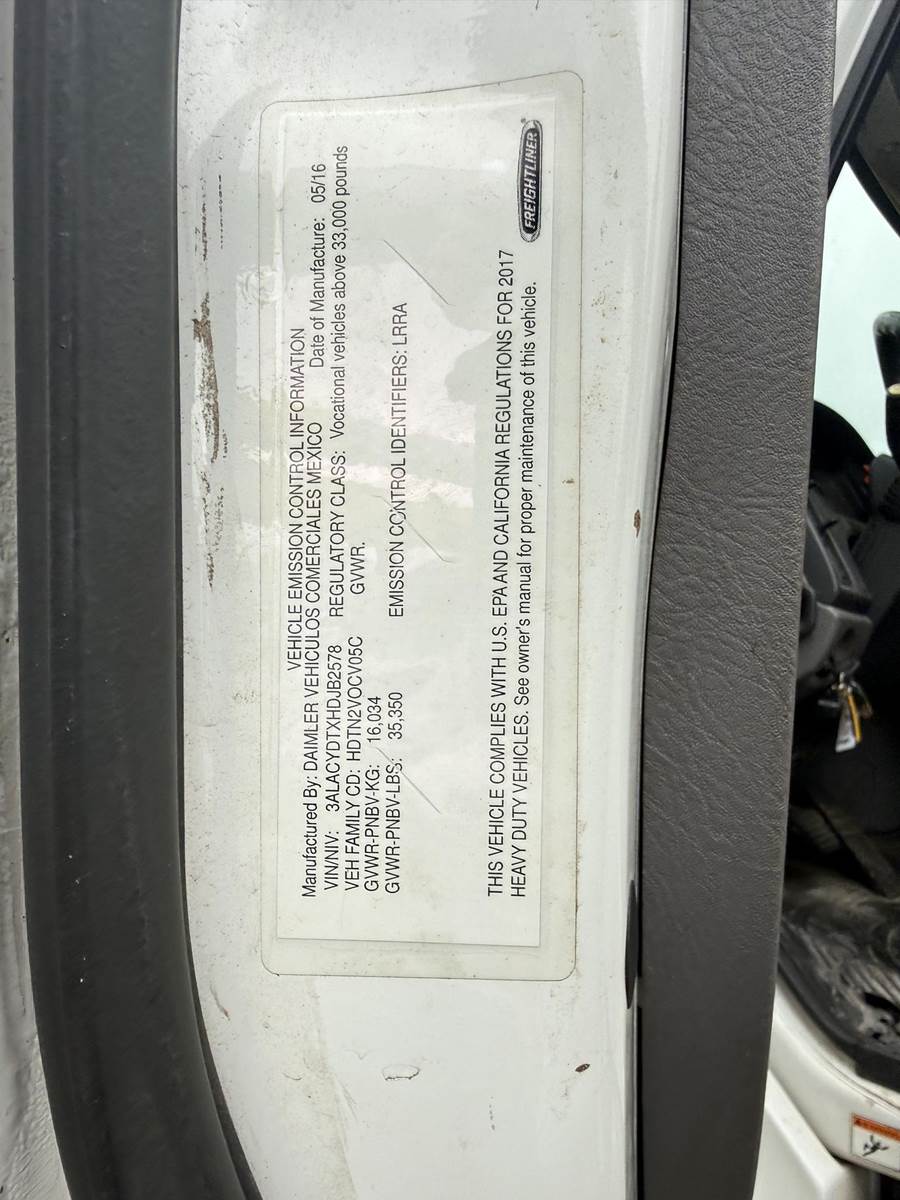 VEHICLE EMISSION CONTROL INFORMATION
Manufactured By: DAIMLER VEHICULOS COMERCIALES MEXICO Date of Manufacture: 05/16
VIN/NIV: 3ALACYDTXHDJB2578 REGULATORY CLASS: Vocational vehicles above 33,000 pounds
VEH FAMILY CD: HDTN2VOCV05C GVWR.
GVWR-PNBV-KG: 16,034
GVWR-PNBV-LBS: 35,350 EMISSION CONTROL IDENTIFIERS: LRRA
THIS VEHICLE COMPLIES WITH U.S. EPA AND CALIFORNIA REGULATIONS FOR 2017
HEAVY DUTY VEHICLES. See owner's manual for proper maintenance of this vehicle.
FREIGHTLINER®